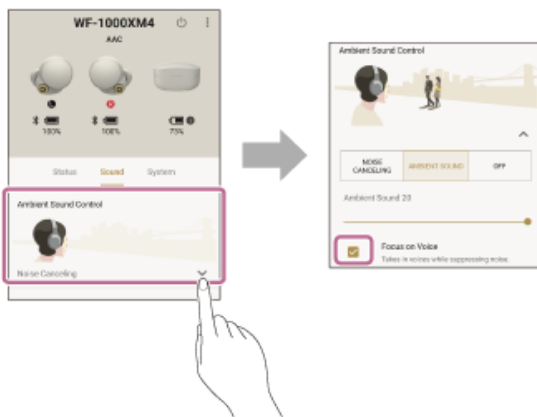 WF-1000XM4
AAC
L
R
100%
100%
75%
Status Sound System
Ambient Sound Control
Noise Canceling
Ambient Sound Control
NOISE CANCELING
AMBIENT SOUND
OFF
Ambient Sound 20
Focus on Voice
Takes in voices while suppressing noise.